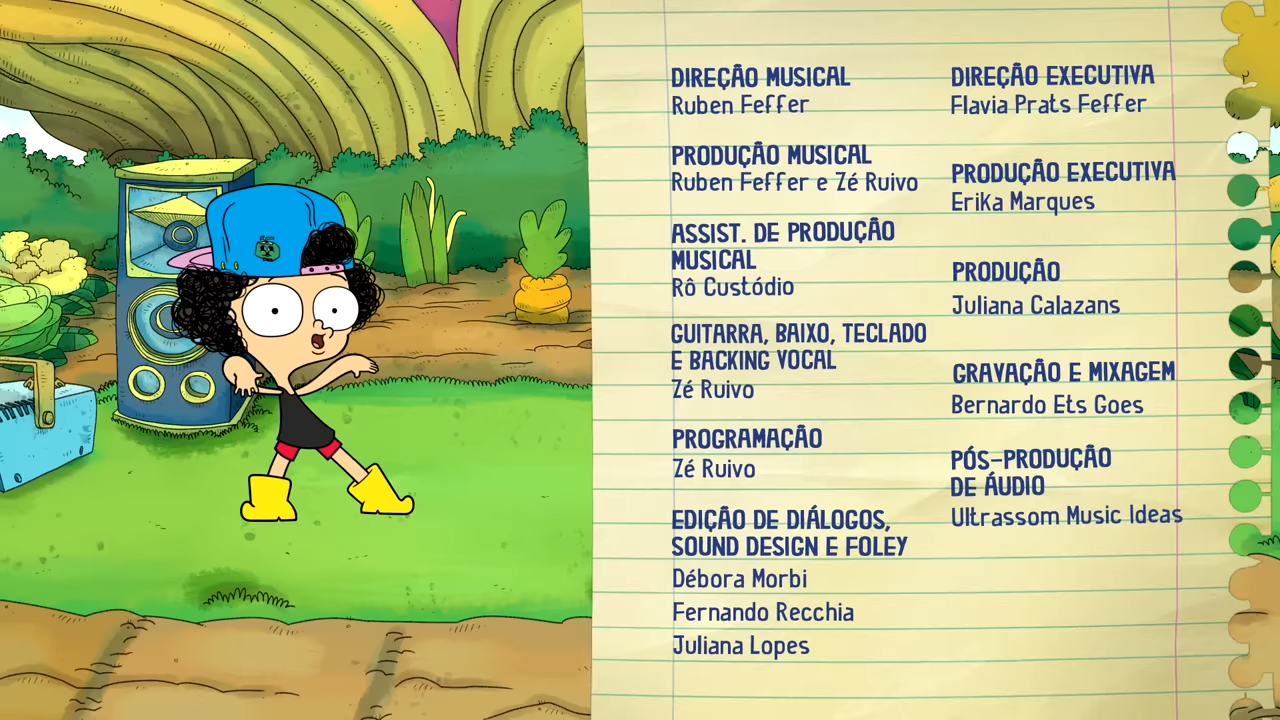 DIREÇÃO MUSICAL
Ruben Feffer
PRODUÇÃO MUSICAL
Ruben Feffer e Zé Ruivo
ASSIST. DE PRODUÇÃO
MUSICAL
Rô Custódio
GUITARRA, BAIXO, TECLADO
E BACKING VOCAL
Zé Ruivo
PROGRAMAÇÃO
Zé Ruivo
EDIÇÃO DE DIÁLOGOS,
SOUND DESIGN E FOLEY
Débora Morbi
Fernando Recchia
Juliana Lopes
DIREÇÃO EXECUTIVA
Flavia Prats Feffer
PRODUÇÃO EXECUTIVA
Erika Marques
PRODUÇÃO
Juliana Calazans
GRAVAÇÃO E MIXAGEM
Bernardo Ets Goes
PÓS-PRODUÇÃO
DE ÁUDIO
Ultrassom Music Ideas